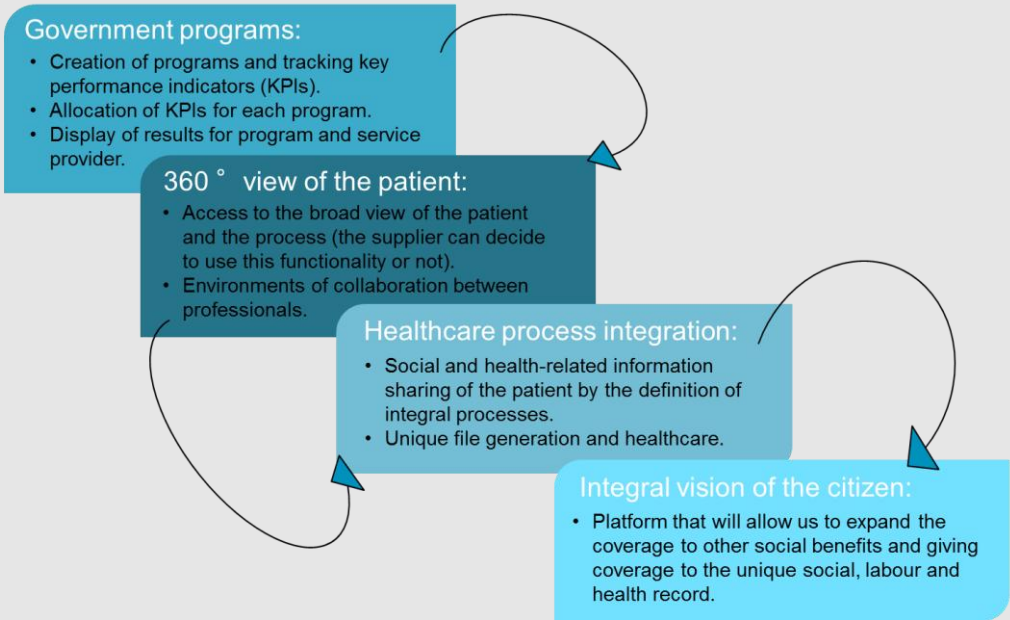 Government programs:
• Creation of programs and tracking key
performance indicators (KPIs).
• Allocation of KPIs for each program.
• Display of results for program and service
provider.
360° view of the patient:
• Access to the broad view of the patient
and the process (the supplier can decide
to use this functionality or not).
• Environments of collaboration between
professionals.
Healthcare process integration:
• Social and health-related information
sharing of the patient by the definition of
integral processes.
• Unique file generation and healthcare.
Integral vision of the citizen:
• Platform that will allow us to expand the
coverage to other social benefits and giving
coverage to the unique social, labour and
health record.